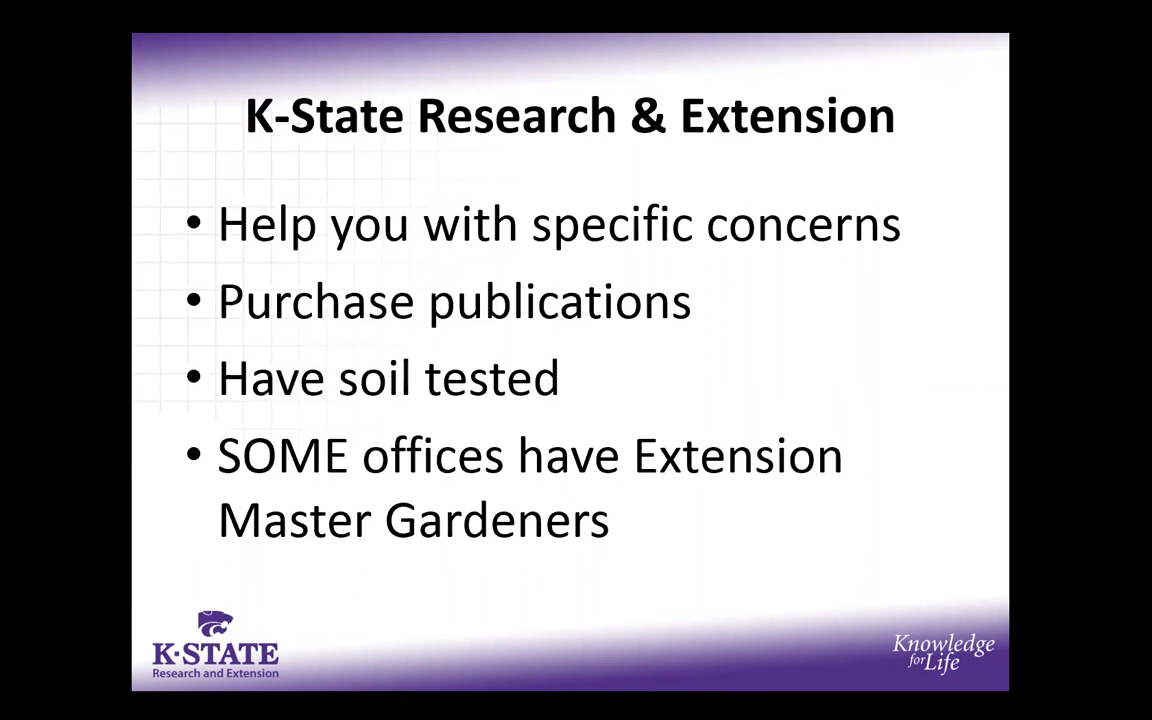 K-State Research & Extension
• Help you with specific concerns
• Purchase publications
• Have soil tested
• SOME offices have Extension
Master Gardeners
K-STATE
Research and Extension
Knowledge
for Life